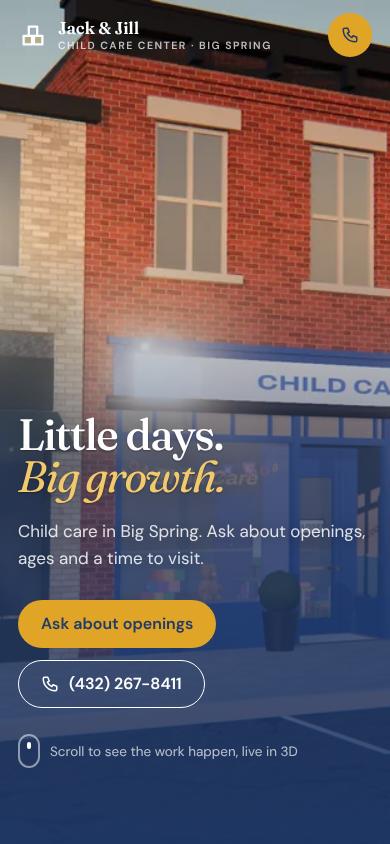 Jack & Jill
CHILD CARE CENTER · BIG SPRING
CHILD CA
Little days.
Big growth.
Care
Child care in Big Spring. Ask about openings,
ages and a time to visit.
Ask about openings
(432) 267-8411
Scroll to see the work happen, live in 3D